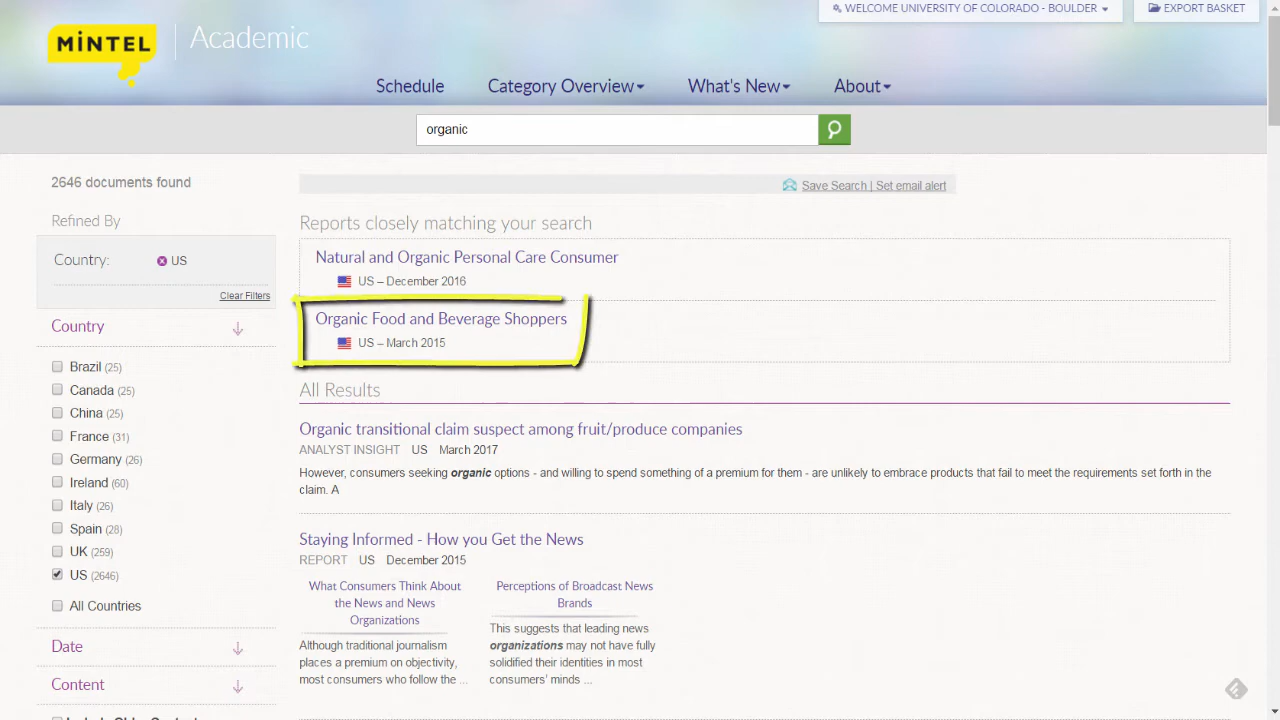 WELCOME UNIVERSITY OF COLORADO - BOULDER
EXPORT BASKET
MiNTEL
Academic
Schedule
Category Overview
What's New
About
organic
2646 documents found
Save Search | Set email alert
Refined By
Country:
US
Clear Filters
Country
Brazil (25)
Canada (25)
China (25)
France (31)
Germany (26)
Ireland (60)
Italy (26)
Spain (28)
UK (259)
US (2646)
All Countries
Date
Content
Reports closely matching your search
Natural and Organic Personal Care Consumer
US – December 2016
Organic Food and Beverage Shoppers
US – March 2015
All Results
Organic transitional claim suspect among fruit/produce companies
ANALYST INSIGHT US March 2017
However, consumers seeking organic options - and willing to spend something of a premium for them - are unlikely to embrace products that fail to meet the requirements set forth in the
claim. A
Staying Informed - How you Get the News
REPORT US December 2015
What Consumers Think About
the News and News
Organizations
Although traditional journalism
places a premium on objectivity,
most consumers who follow the ...
Perceptions of Broadcast News
Brands
This suggests that leading news
organizations may not have fully
solidified their identities in most
consumers' minds ...